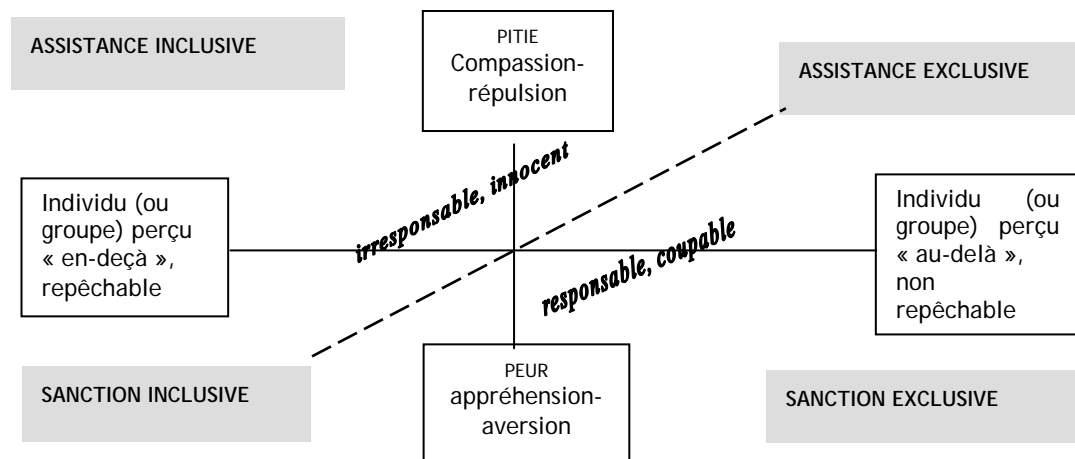 ASSISTANCE INCLUSIVE
PITIE
Compassion-
répulsion
ASSISTANCE EXCLUSIVE
irresponsable, innocent
Individu (ou
groupe) perçu
« en-deçà »,
repêchable
responsable, coupable
Individu (ou
groupe) perçu
« au-delà »,
non
repêchable
SANCTION INCLUSIVE
PEUR
appréhension-
aversion
SANCTION EXCLUSIVE